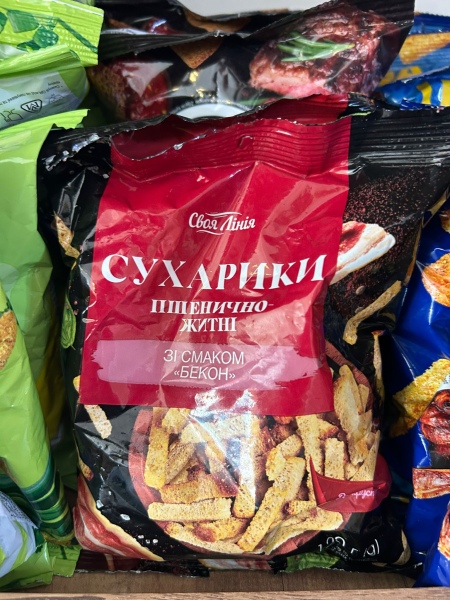 Своя Лінія
СУХАРИКИ
ПШЕНИЧНО-
ЖИТНІ
ЗІ СМАКОМ
«БЕКОН»